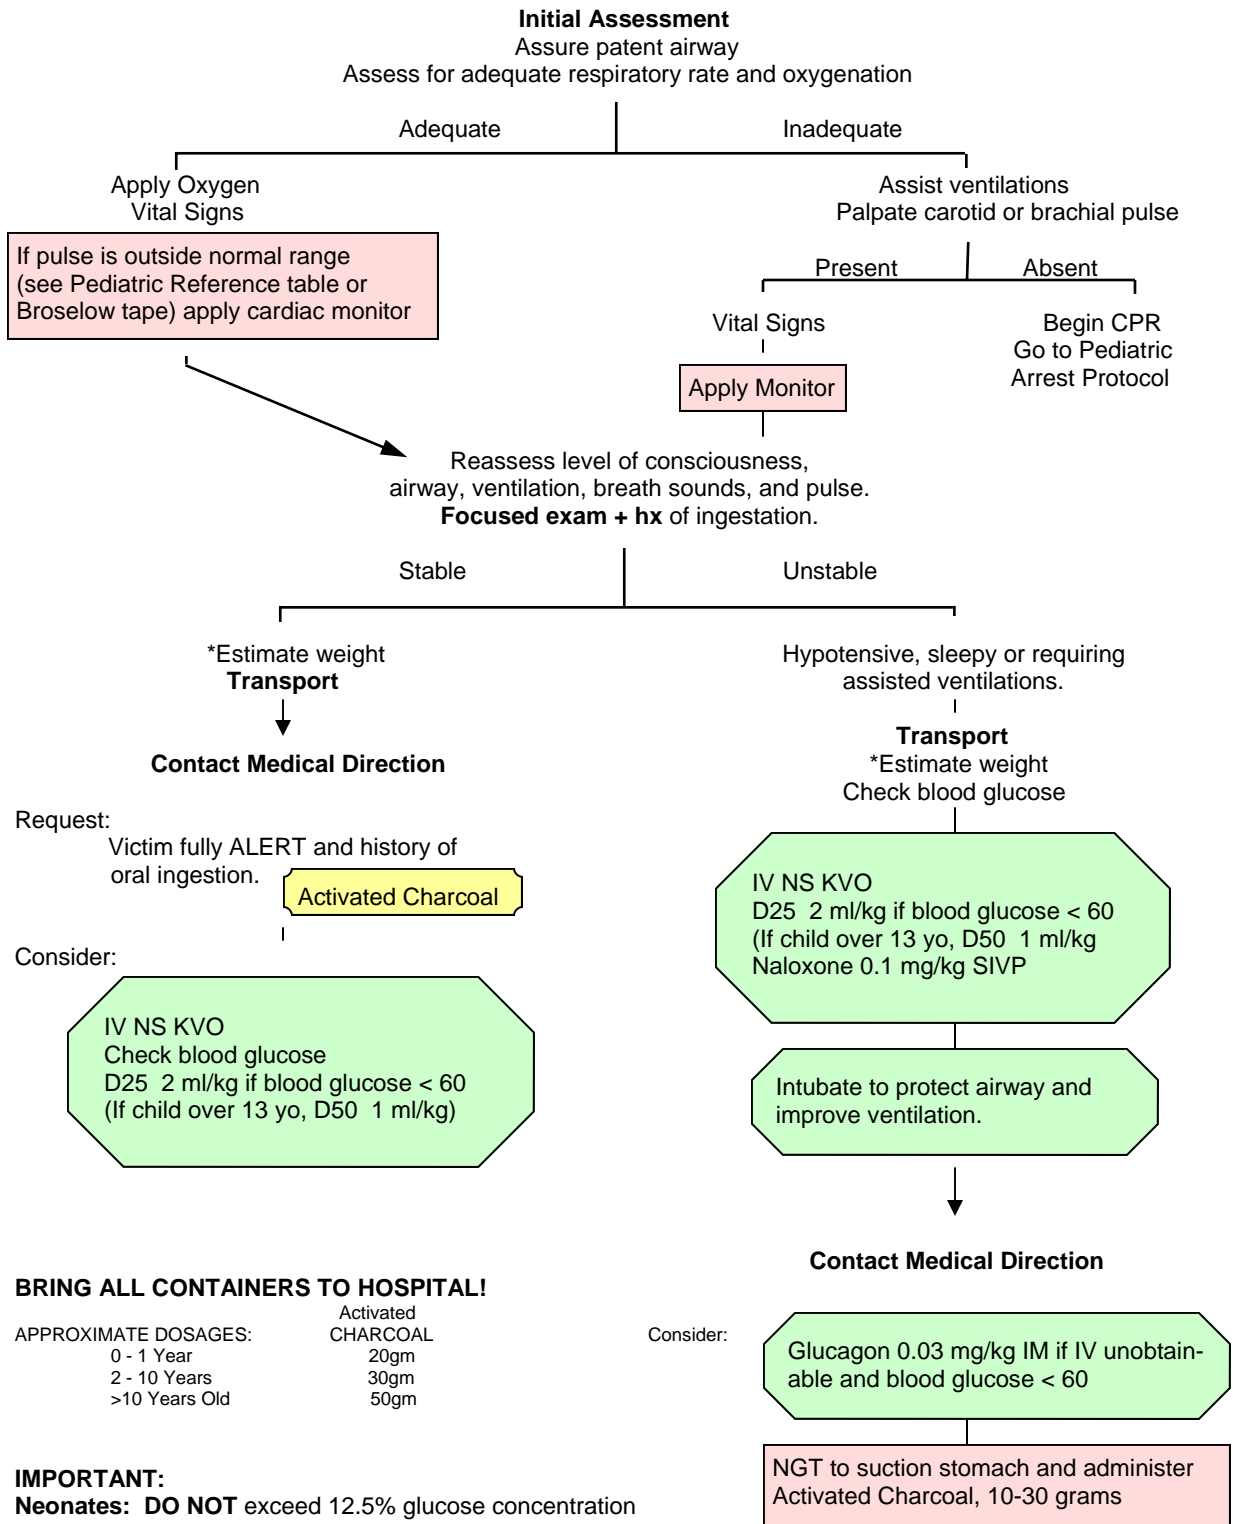 Initial Assessment
Assure patent airway
Assess for adequate respiratory rate and oxygenation
Adequate
Inadequate
Apply Oxygen
Vital Signs
If pulse is outside normal range
(see Pediatric Reference table or
Broselow tape) apply cardiac monitor
Assist ventilations
Palpate carotid or brachial pulse
Present
Absent
Vital Signs
Apply Monitor
Begin CPR
Go to Pediatric
Arrest Protocol
Reassess level of consciousness,
airway, ventilation, breath sounds, and pulse.
Focused exam + hx of ingestation.
Stable
Unstable
*Estimate weight
Transport
Contact Medical Direction
Request:
Victim fully ALERT and history of
oral ingestion.
Activated Charcoal
Consider:
IV NS KVO
Check blood glucose
D25 2 ml/kg if blood glucose < 60
(If child over 13 yo, D50 1 ml/kg)
Hypotensive, sleepy or requiring
assisted ventilations.
Transport
*Estimate weight
Check blood glucose
IV NS KVO
D25 2 ml/kg if blood glucose < 60
(If child over 13 yo, D50 1 ml/kg
Naloxone 0.1 mg/kg SIVP
Intubate to protect airway and
improve ventilation.
Contact Medical Direction
Consider:
Glucagon 0.03 mg/kg IM if IV unobtain-
able and blood glucose < 60
NGT to suction stomach and administer
Activated Charcoal, 10-30 grams
BRING ALL CONTAINERS TO HOSPITAL!
Activated
APPROXIMATE DOSAGES: CHARCOAL
0 - 1 Year 20gm
2 - 10 Years 30gm
>10 Years Old 50gm
IMPORTANT:
Neonates: DO NOT exceed 12.5% glucose concentration